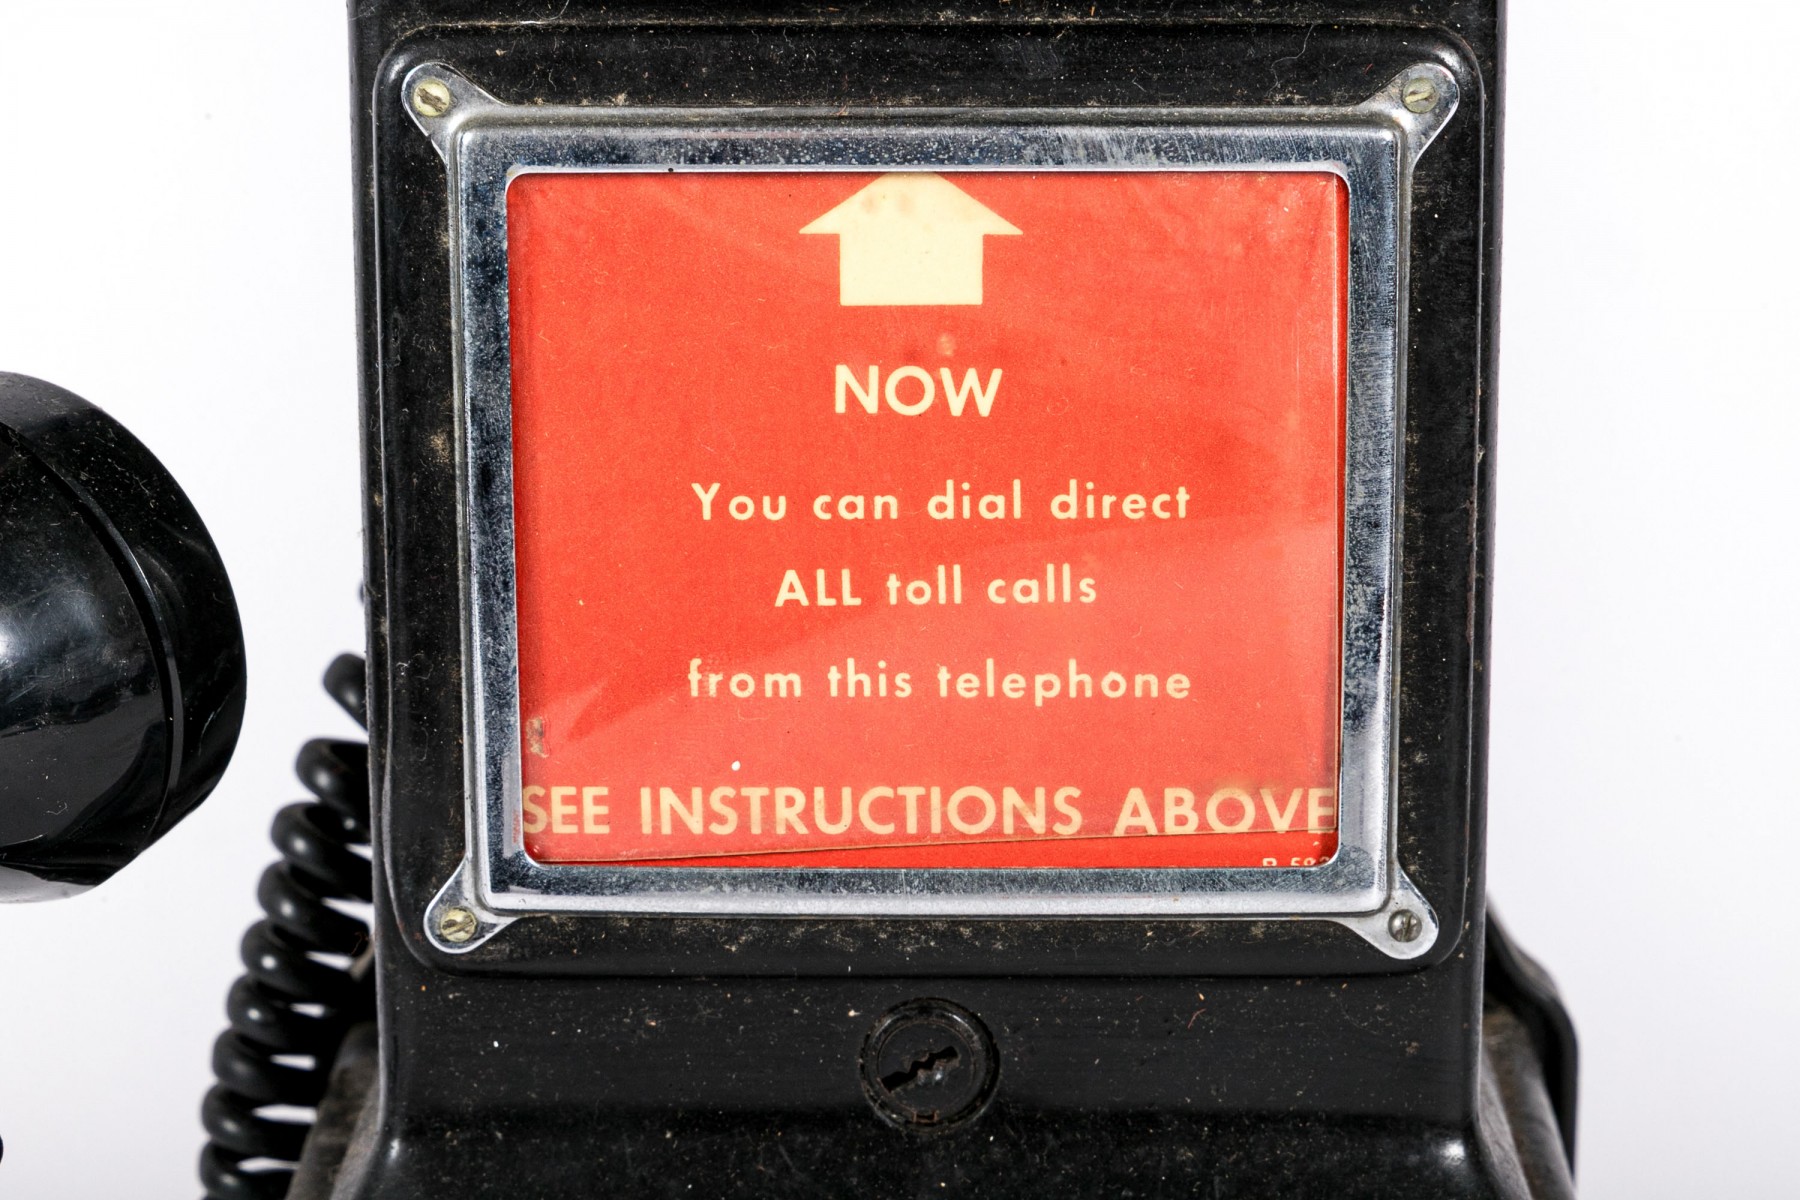 NOW
You can dial direct
ALL toll calls
from this telephone
SEE INSTRUCTIONS ABOVE